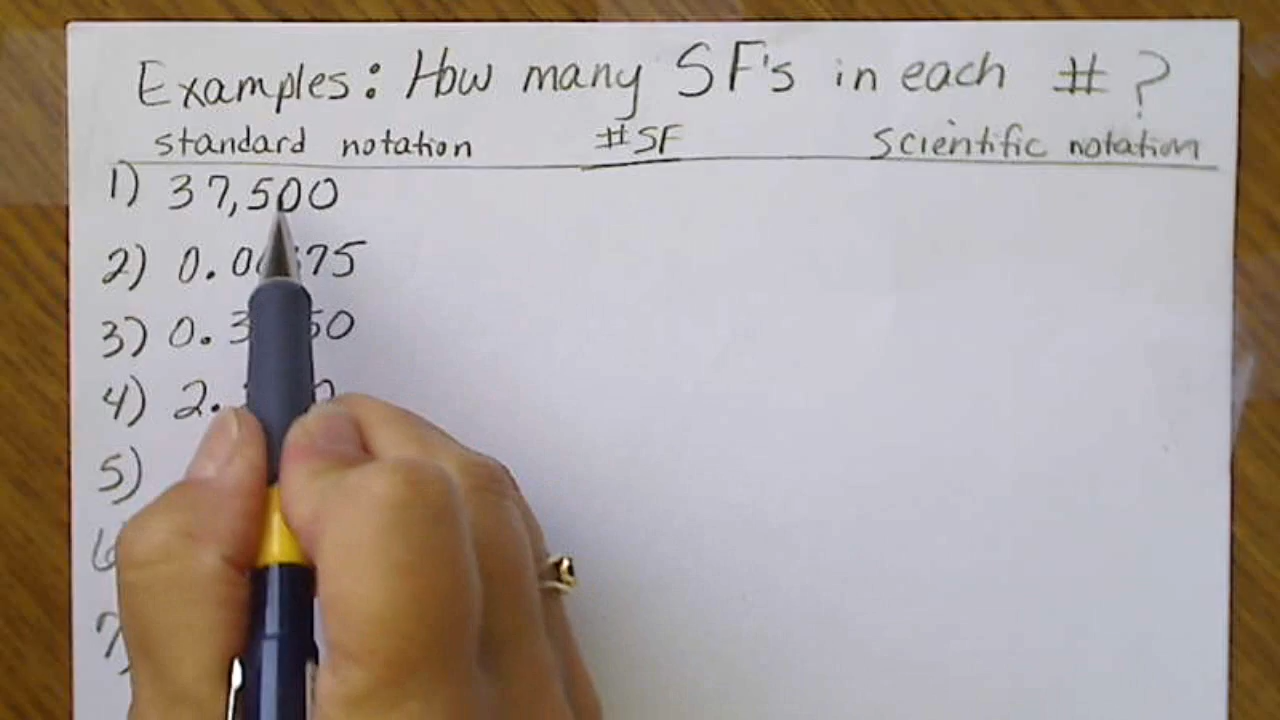 Examples: How many SF's in each #?
standard notation #SF Scientific notation
1) 37,500
2)
3)
4)
5)